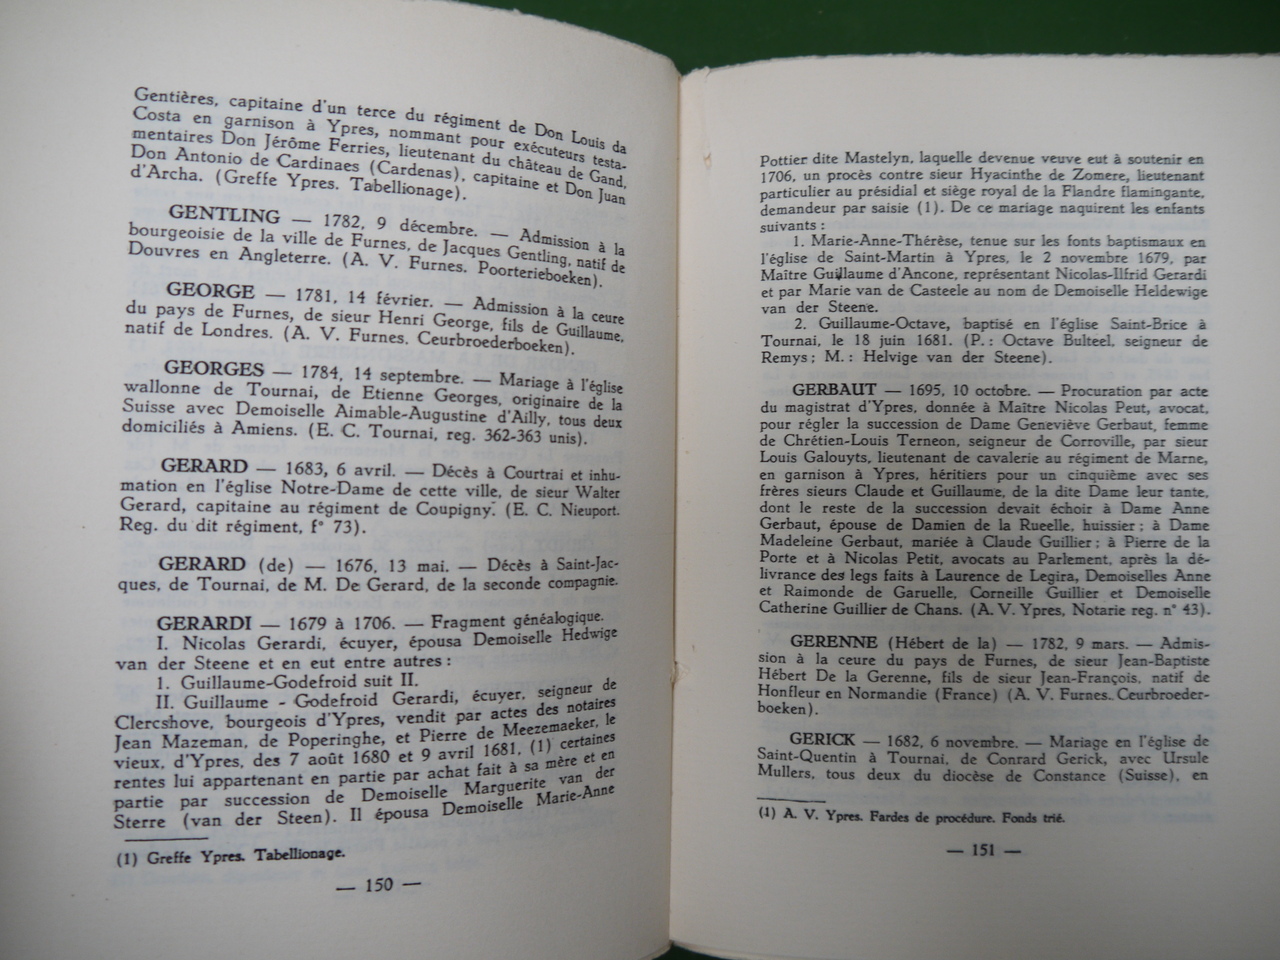 Gentières, capitaine d'un terce du régiment de Don Louis da
Costa en garnison à Ypres, nommant pour exécuteurs testa-
mentaires Don Jérôme Ferries, lieutenant du château de Gand,
Don Antonio de Cardinaes (Cardenas), capitaine et Don Juan
d'Archa. (Greffe Ypres. Tabellionage).
GENTLING — 1782, 9 décembre. — Admission à la
bourgeoisie de la ville de Furnes, de Jacques Gentling, natif de
Douvres en Angleterre. (A. V. Furnes. Poorterieboeken).
GEORGE — 1781, 14 février. — Admission à la ceure
du pays de Furnes, de sieur Henri George, fils de Guillaume,
natif de Londres. (A. V. Furnes. Ceurbroederboeken).
GEORGES — 1784, 14 septembre. — Mariage à l'église
wallonne de Tournai, de Etienne Georges, originaire de la
Suisse avec Demoiselle Aimable-Augustine d'Ailly, tous deux
domiciliés à Amiens. (E. C. Tournai, reg. 362-363 unis).
GERARD — 1683, 6 avril. — Décès à Courtrai et inhu-
mation en l'église Notre-Dame de cette ville, de sieur Walter
Gerard, capitaine au régiment de Coupigny. (E. C. Nieuport.
Reg. du dit régiment, f° 73).
GERARD (de) — 1676, 13 mai. — Décès à Saint-Jac-
ques, de Tournai, de M. De Gerard, de la seconde compagnie.
GERARDI — 1679 à 1706. — Fragment généalogique.
I. Nicolas Gerardi, écuyer, épousa Demoiselle Hedwige
van der Steene et en eut entre autres :
1. Guillaume-Godefroid suit II.
II. Guillaume - Godefroid Gerardi, écuyer, seigneur de
Clercshove, bourgeois d'Ypres, vendit par actes des notaires
Jean Mazeman, de Poperinghe, et Pierre de Meezemaeker, le
vieux, d'Ypres, des 7 août 1680 et 9 avril 1681, (1) certaines
rentes lui appartenant en partie par achat fait à sa mère et en
partie par succession de Demoiselle Marguerite van der
Sterre (van der Steen). Il épousa Demoiselle Marie-Anne
(1) Greffe Ypres. Tabellionage.
— 150 —
Pottier dite Mastelyn, laquelle devenue veuve eut à soutenir en
1706, un procès contre sieur Hyacinthe de Zomere, lieutenant
particulier au présidial et siège royal de la Flandre flamingante,
demandeur par saisie (1). De ce mariage naquirent les enfants
suivants :
1. Marie-Anne-Thérèse, tenue sur les fonts baptismaux en
l'église de Saint-Martin à Ypres, le 2 novembre 1679, par
Maître Guillaume d'Ancone, représentant Nicolas-Ilfrid Gerardi
et par Marie van de Casteele au nom de Demoiselle Heldewige
van der Steene.
2. Guillaume-Octave, baptisé en l'église Saint-Brice à
Tournai, le 18 juin 1681. (P. : Octave Bulteel, seigneur de
Remys ; M. : Helvige van der Steene).
GERBAUT — 1695, 10 octobre. — Procuration par acte
du magistrat d'Ypres, donnée à Maître Nicolas Peut, avocat,
pour régler la succession de Dame Geneviève Gerbaut, femme
de Chrétien-Louis Terneon, seigneur de Corroville, par sieur
Louis Galouyts, lieutenant de cavalerie au régiment de Marne,
en garnison à Ypres, héritiers pour un cinquième avec ses
frères sieurs Claude et Guillaume, de la dite Dame leur tante,
dont le reste de la succession devait échoir à Dame Anne
Gerbaut, épouse de Damien de la Rueelle, huissier ; à Dame
Madeleine Gerbaut, mariée à Claude Guillier ; à Pierre de la
Porte et à Nicolas Petit, avocats au Parlement, après la dé-
livrance des legs faits à Laurence de Legira, Demoiselles Anne
et Raimonde de Garuelle, Corneille Guillier et Demoiselle
Catherine Guillier de Chans. (A. V. Ypres, Notarie reg. n° 43).
GERENNE (Hébert de la) — 1782, 9 mars. — Admis-
sion à la ceure du pays de Furnes, de sieur Jean-Baptiste
Hébert De la Gerenne, fils de sieur Jean-François, natif de
Honfleur en Normandie (France) (A. V. Furnes. Ceurbroeder-
boeken).
GERICK — 1682, 6 novembre. — Mariage en l'église de
Saint-Quentin à Tournai, de Conrard Gerick, avec Ursule
Mullers, tous deux du diocèse de Constance (Suisse), en
(1) A. V. Ypres. Fardes de procédure. Fonds trié.
— 151 —